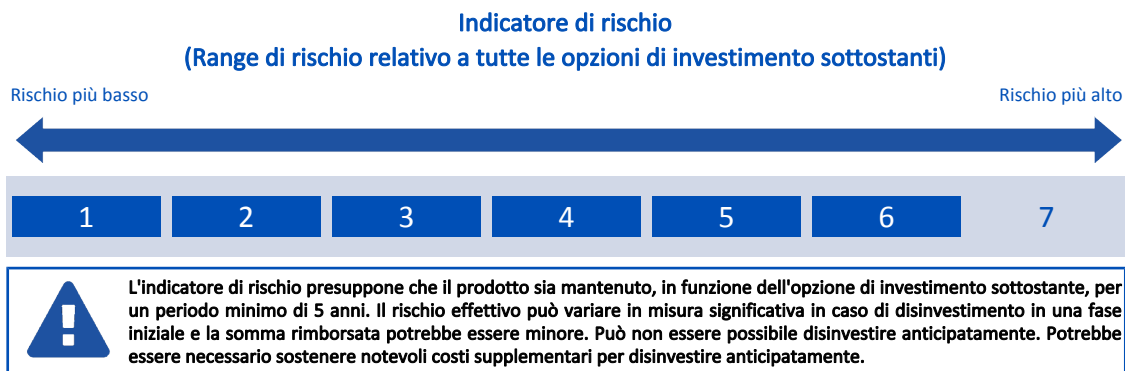 Indicatore di rischio
(Range di rischio relativo a tutte le opzioni di investimento sottostanti)
Rischio più basso
Rischio più alto
1 2 3 4 5 6 7
L'indicatore di rischio presuppone che il prodotto sia mantenuto, in funzione dell'opzione di investimento sottostante, per
un periodo minimo di 5 anni. Il rischio effettivo può variare in misura significativa in caso di disinvestimento in una fase
iniziale e la somma rimborsata potrebbe essere minore. Può non essere possibile disinvestire anticipatamente. Potrebbe
essere necessario sostenere notevoli costi supplementari per disinvestire anticipatamente.